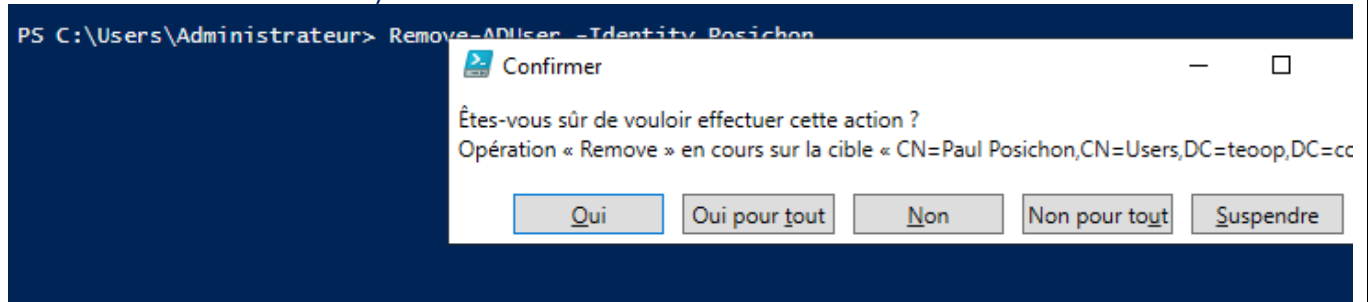 PS C:\Users\Administrateur> Remove-ADUser -Identity Posichon
Confirmer
Êtes-vous sûr de vouloir effectuer cette action ?
Opération « Remove » en cours sur la cible « CN=Paul Posichon,CN=Users,DC=teoop,DC=cc
Oui Oui pour tout Non Non pour tout Suspendre